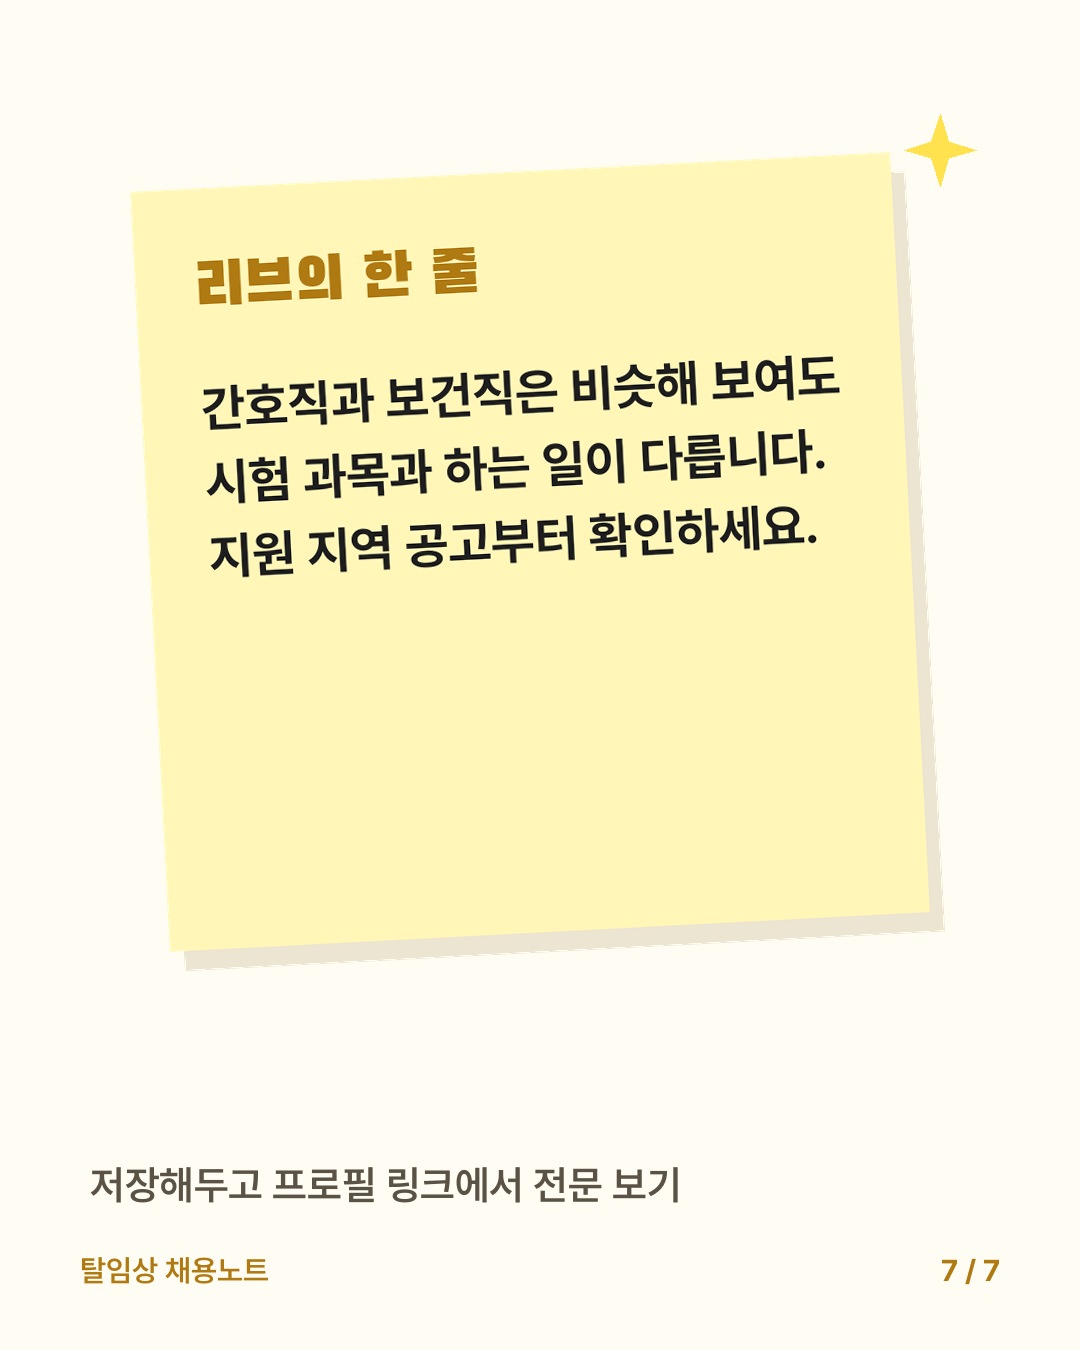 리브의 한 줄
간호직과 보건직은 비슷해 보여도
시험 과목과 하는 일이 다릅니다.
지원 지역 공고부터 확인하세요.
저장해두고 프로필 링크에서 전문 보기
탈임상 채용노트
7 / 7